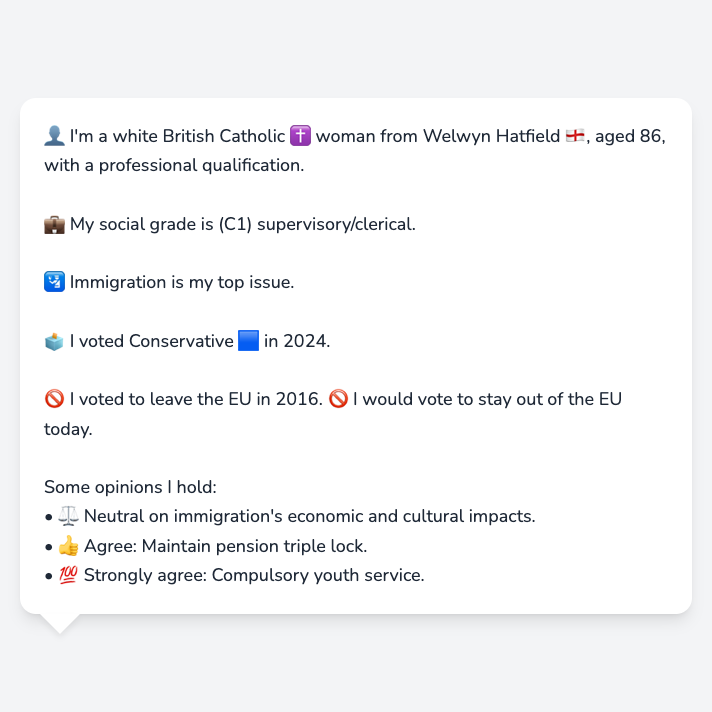 👤 I'm a white British Catholic ✝️ woman from Welwyn Hatfield 🏴󠁧󠁢󠁥󠁮󠁧󠁿, aged 86,
with a professional qualification.
💼 My social grade is (C1) supervisory/clerical.
🛂 Immigration is my top issue.
🗳️ I voted Conservative 🟦 in 2024.
🚫 I voted to leave the EU in 2016. 🚫 I would vote to stay out of the EU
today.
Some opinions I hold:
• ⚖️ Neutral on immigration's economic and cultural impacts.
• 👍 Agree: Maintain pension triple lock.
• 💯 Strongly agree: Compulsory youth service.